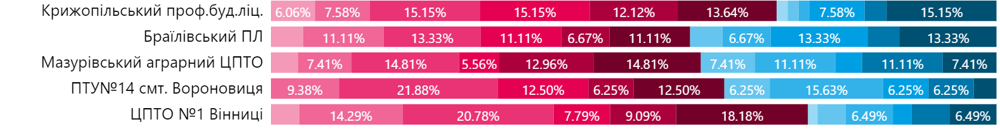 Крижопільський проф.буд.ліц. 6.06% 7.58% 15.15% 15.15% 12.12% 13.64% 7.58% 15.15%
Браїлівський ПЛ 11.11% 13.33% 11.11% 6.67% 11.11% 6.67% 13.33% 13.33%
Мазурівський аграрний ЦПТО 7.41% 14.81% 5.56% 12.96% 14.81% 7.41% 11.11% 11.11% 7.41%
ПТУ№14 смт. Вороновиця 9.38% 21.88% 12.50% 6.25% 12.50% 6.25% 15.63% 6.25% 6.25%
ЦПТО №1 Вінниці 14.29% 20.78% 7.79% 9.09% 18.18% 6.49% 6.49%